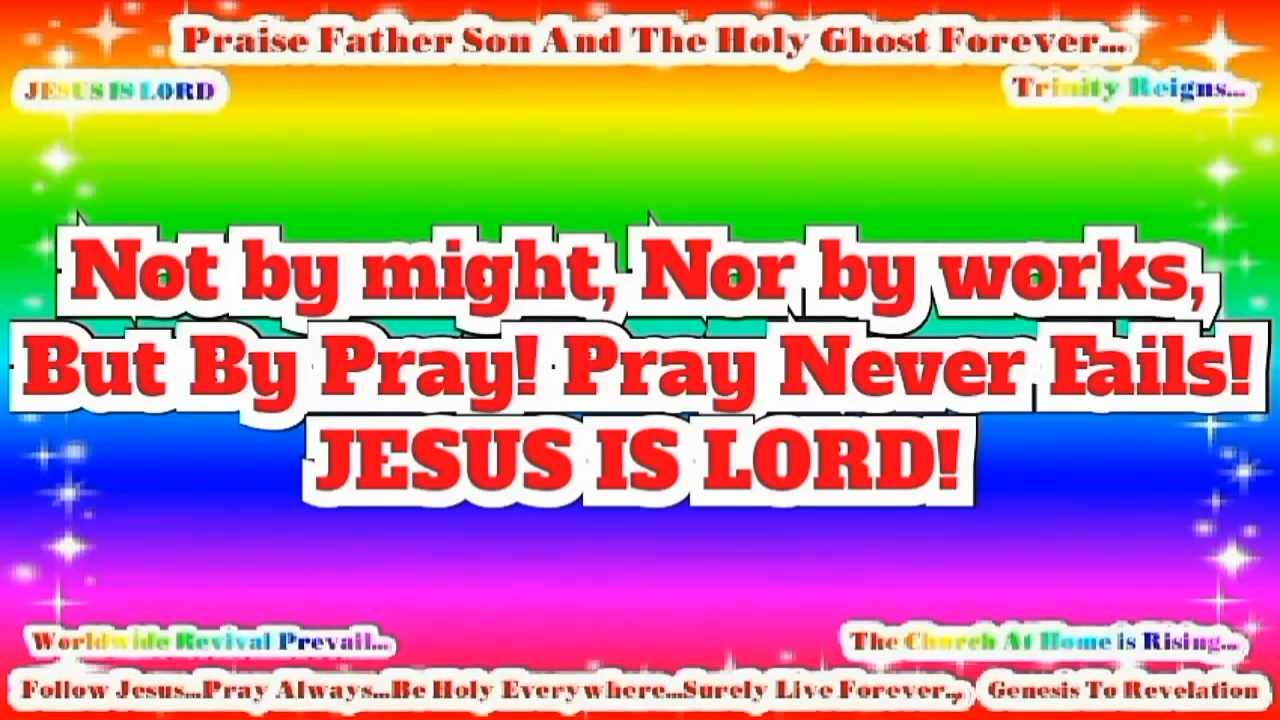 Praise Father Son And The Holy Ghost Forever...
JESUS IS LORD
Trinity Reigns...
Not by might, Nor by works,
But By Pray! Pray Never Fails!
JESUS IS LORD!
Worldwide Revival Prevail...
The Church At Home is Rising...
Follow Jesus...Pray Always...Be Holy Everywhere...Surely Live Forever...,
Genesis To Revelation